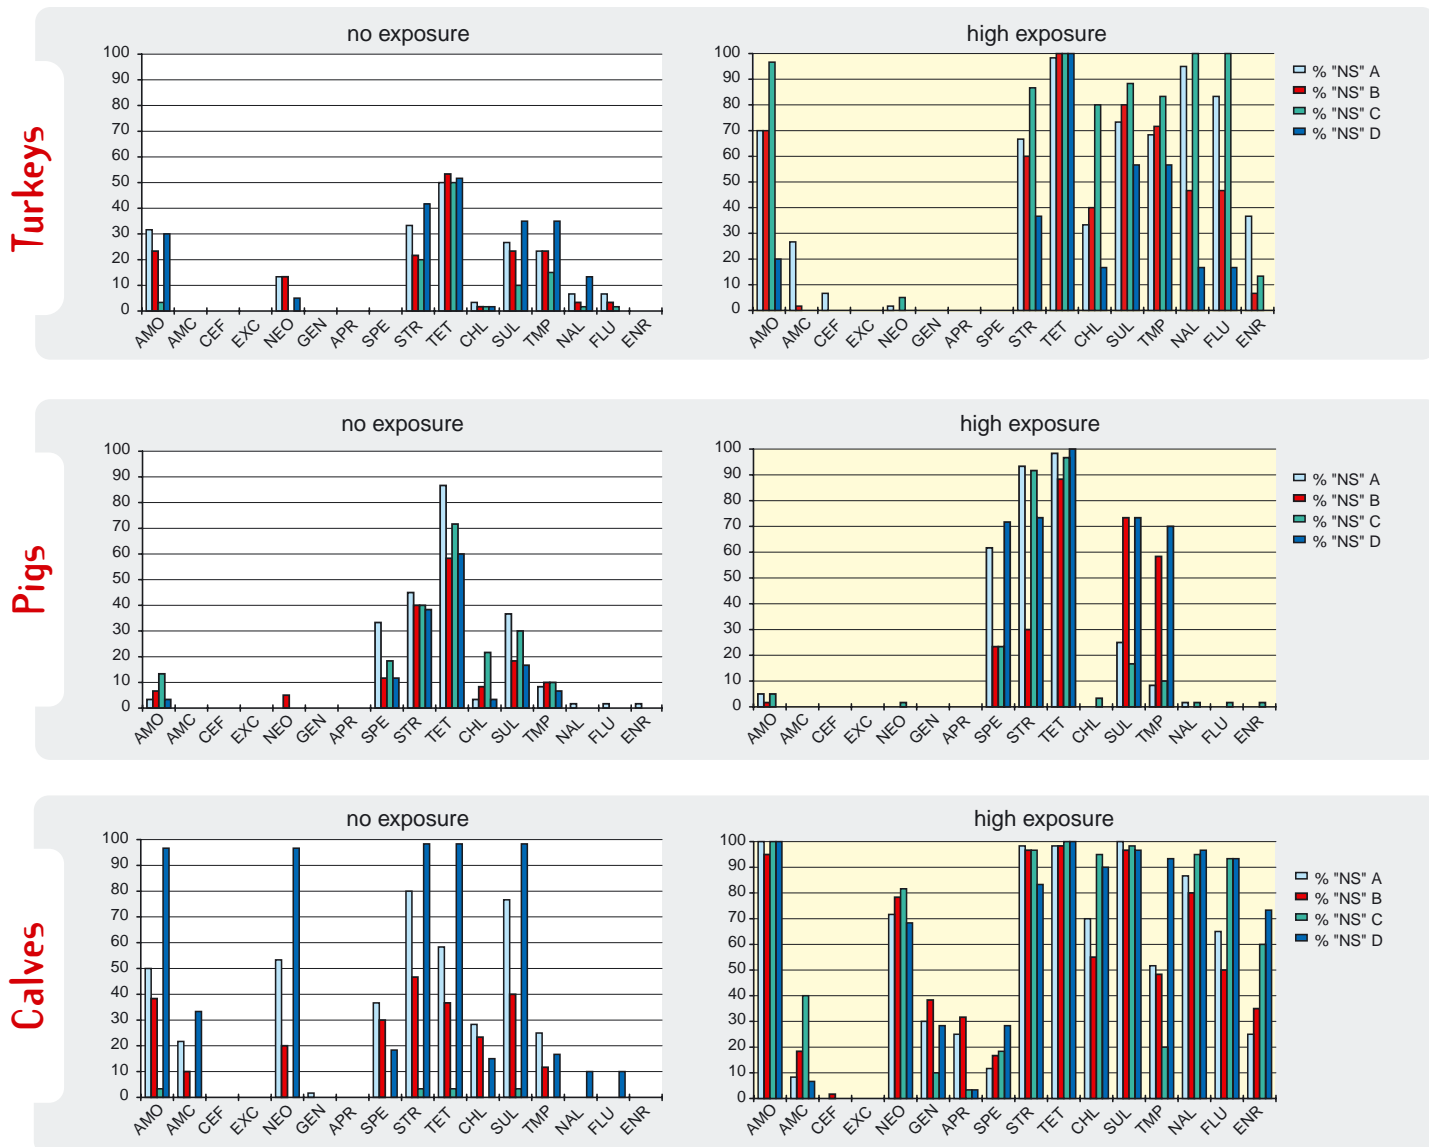 Turkeys
no exposure
100
90
80
70
60
50
40
30
20
10
0
AMO AMC CEF EXC NEO GEN APR SPE STR TET CHL SUL TMP NAL FLU ENR
high exposure
100
90
80
70
60
50
40
30
20
10
0
AMO AMC CEF EXC NEO GEN APR SPE STR TET CHL SUL TMP NAL FLU ENR
% "NS" A
% "NS" B
% "NS" C
% "NS" D
Pigs
no exposure
100
90
80
70
60
50
40
30
20
10
0
AMO AMC CEF EXC NEO GEN APR SPE STR TET CHL SUL TMP NAL FLU ENR
high exposure
100
90
80
70
60
50
40
30
20
10
0
AMO AMC CEF EXC NEO GEN APR SPE STR TET CHL SUL TMP NAL FLU ENR
% "NS" A
% "NS" B
% "NS" C
% "NS" D
Calves
no exposure
100
90
80
70
60
50
40
30
20
10
0
AMO AMC CEF EXC NEO GEN APR SPE STR TET CHL SUL TMP NAL FLU ENR
high exposure
100
90
80
70
60
50
40
30
20
10
0
AMO AMC CEF EXC NEO GEN APR SPE STR TET CHL SUL TMP NAL FLU ENR
% "NS" A
% "NS" B
% "NS" C
% "NS" D